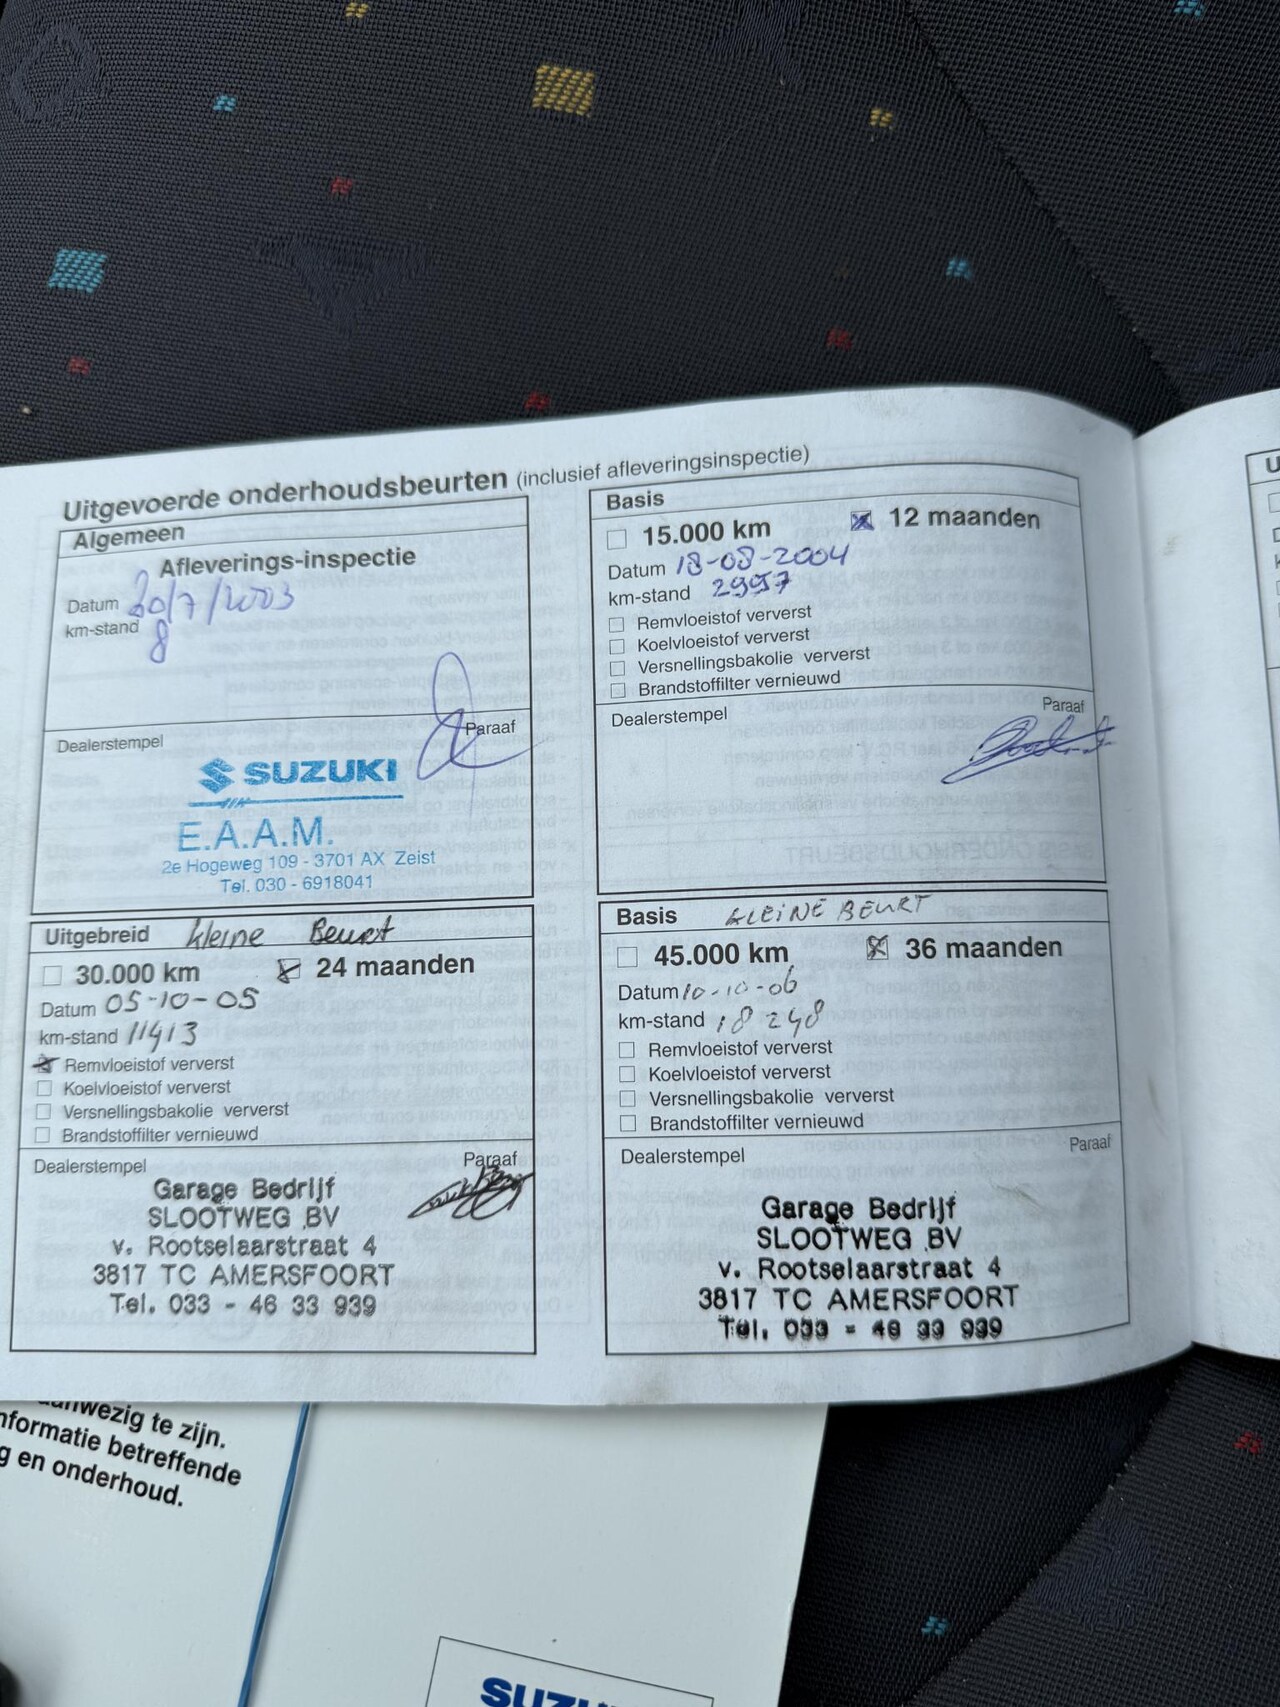 Uitgevoerde onderhoudsbeurten (inclusief afleveringsinspectie)
Algemeen
Afleverings-inspectie
Datum 30/7/2003
km-stand 8
Dealerstempel
Paraaf
SUZUKI
E.A.A.M.
2e Hogeweg 109 - 3701 AX Zeist
Tel. 030 - 6918041
Basis
15.000 km
12 maanden
Datum 18-08-2004
km-stand 2997
Remvloeistof ververst
Koelvloeistof ververst
Versnellingsbakolie ververst
Brandstoffilter vernieuwd
Dealerstempel
Paraaf
Uitgebreid kleine Beurt
30.000 km
24 maanden
Datum 05-10-05
km-stand 11413
Remvloeistof ververst
Koelvloeistof ververst
Versnellingsbakolie ververst
Brandstoffilter vernieuwd
Dealerstempel
Paraaf
Garage Bedrijf
SLOOTWEG BV
v. Rootselaarstraat 4
3817 TC AMERSFOORT
Tel. 033 - 46 33 939
Basis KLEINE BEURT
45.000 km
36 maanden
Datum 10-10-06
km-stand 18248
Remvloeistof ververst
Koelvloeistof ververst
Versnellingsbakolie ververst
Brandstoffilter vernieuwd
Dealerstempel
Paraaf
Garage Bedrijf
SLOOTWEG BV
v. Rootselaarstraat 4
3817 TC AMERSFOORT
Tel. 033 - 46 33 939
anwezig te zijn.
nformatie betreffende
g en onderhoud.
SUZUKI